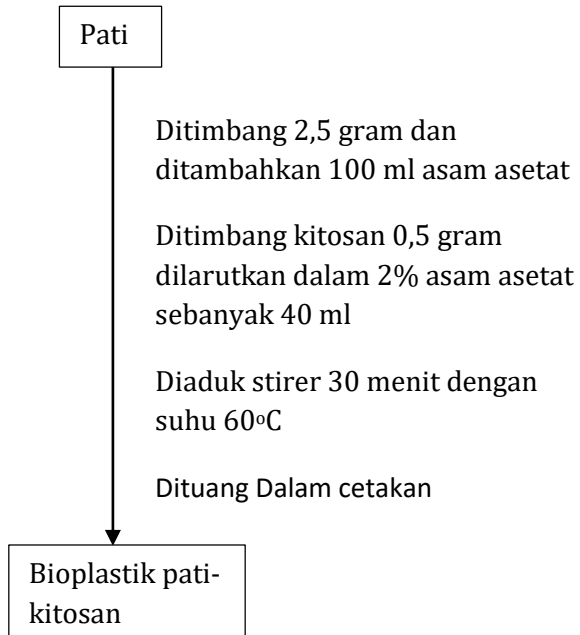 Pati
Ditimbang 2,5 gram dan
ditambahkan 100 ml asam asetat
Ditimbang kitosan 0,5 gram
dilarutkan dalam 2% asam asetat
sebanyak 40 ml
Diaduk stirer 30 menit dengan
suhu 60ᵒC
Dituang Dalam cetakan
Bioplastik pati-
kitosan